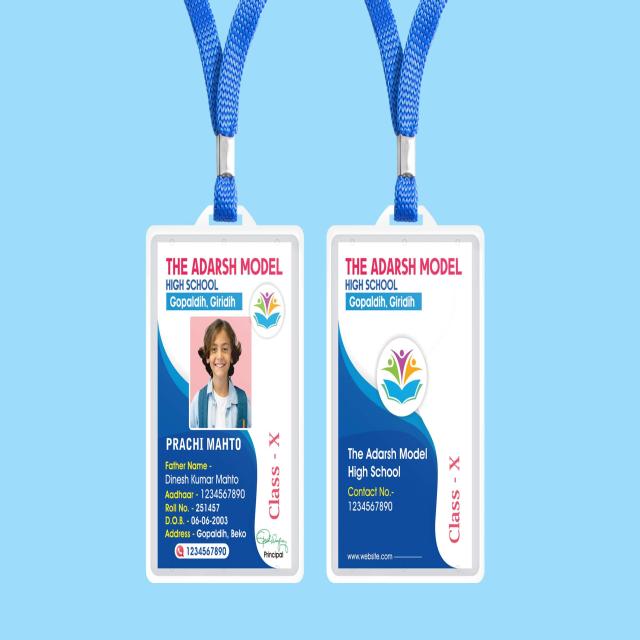 THE ADARSH MODEL
HIGH SCHOOL
Gopaldih, Giridih
PRACHI MAHTO
Father Name -
Dinesh Kumar Mahto
Aadhaar - 1234567890
Roll No. - 251457
D.O.B. - 06-06-2003
Address - Gopaldih, Beko
1234567890
Class - X
Principal
THE ADARSH MODEL
HIGH SCHOOL
Gopaldih, Giridih
The Adarsh Model
High School
Contact No.-
1234567890
Class - X
www.website.com